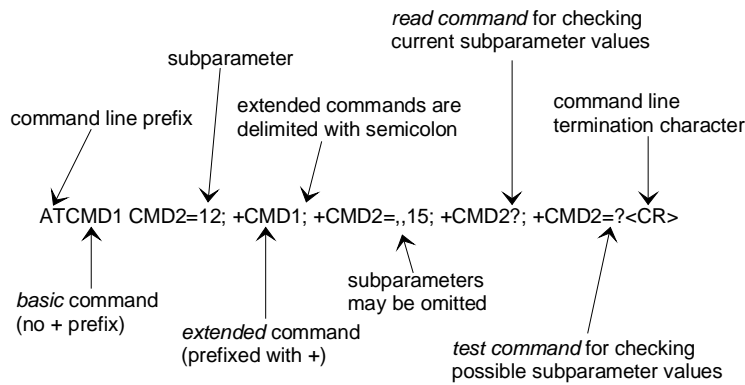 read command for checking
current subparameter values
subparameter
extended commands are
delimited with semicolon
command line
termination character
command line prefix
ATCMD1 CMD2=12; +CMD1; +CMD2=,,15; +CMD2?; +CMD2=?<CR>
basic command
(no + prefix)
subparameters
may be omitted
extended command
(prefixed with +)
test command for checking
possible subparameter values